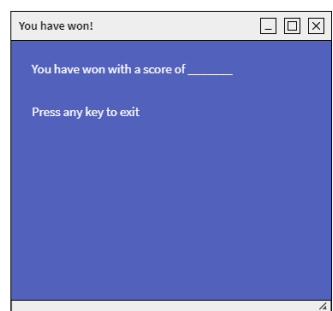 You have won!
You have won with a score of _______
Press any key to exit